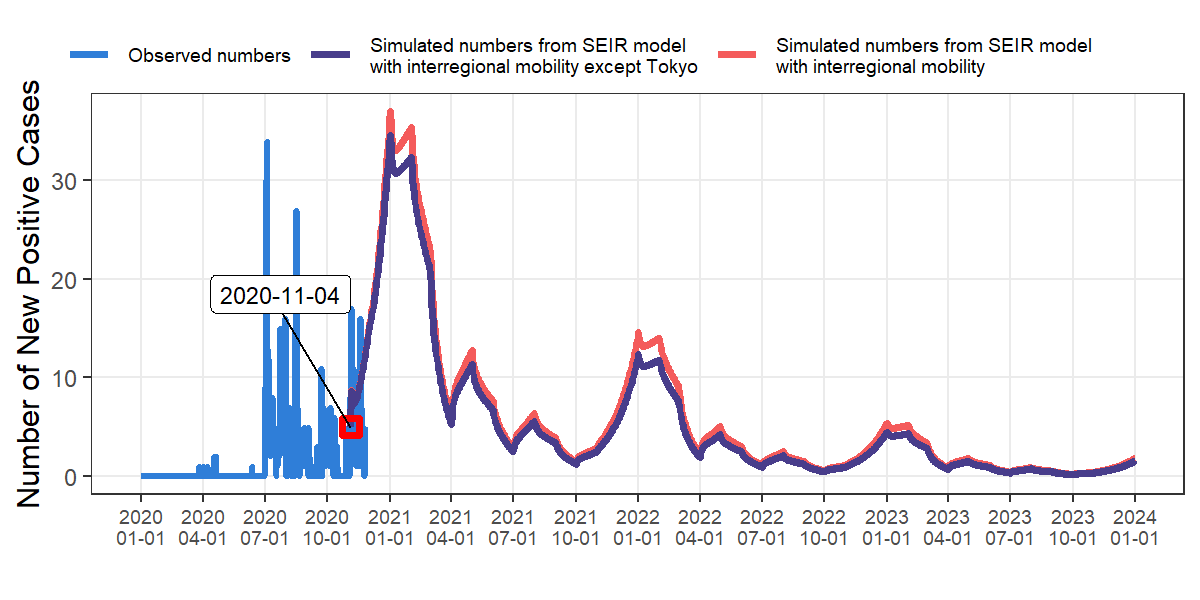 Observed numbers
Simulated numbers from SEIR model
with interregional mobility except Tokyo
Simulated numbers from SEIR model
with interregional mobility
Number of New Positive Cases
30
20
10
0
2020-11-04
2020 2020 2020 2020 2021 2021 2021 2021 2022 2022 2022 2022 2023 2023 2023 2023 2024
01-01 04-01 07-01 10-01 01-01 04-01 07-01 10-01 01-01 04-01 07-01 10-01 01-01 04-01 07-01 10-01 01-01